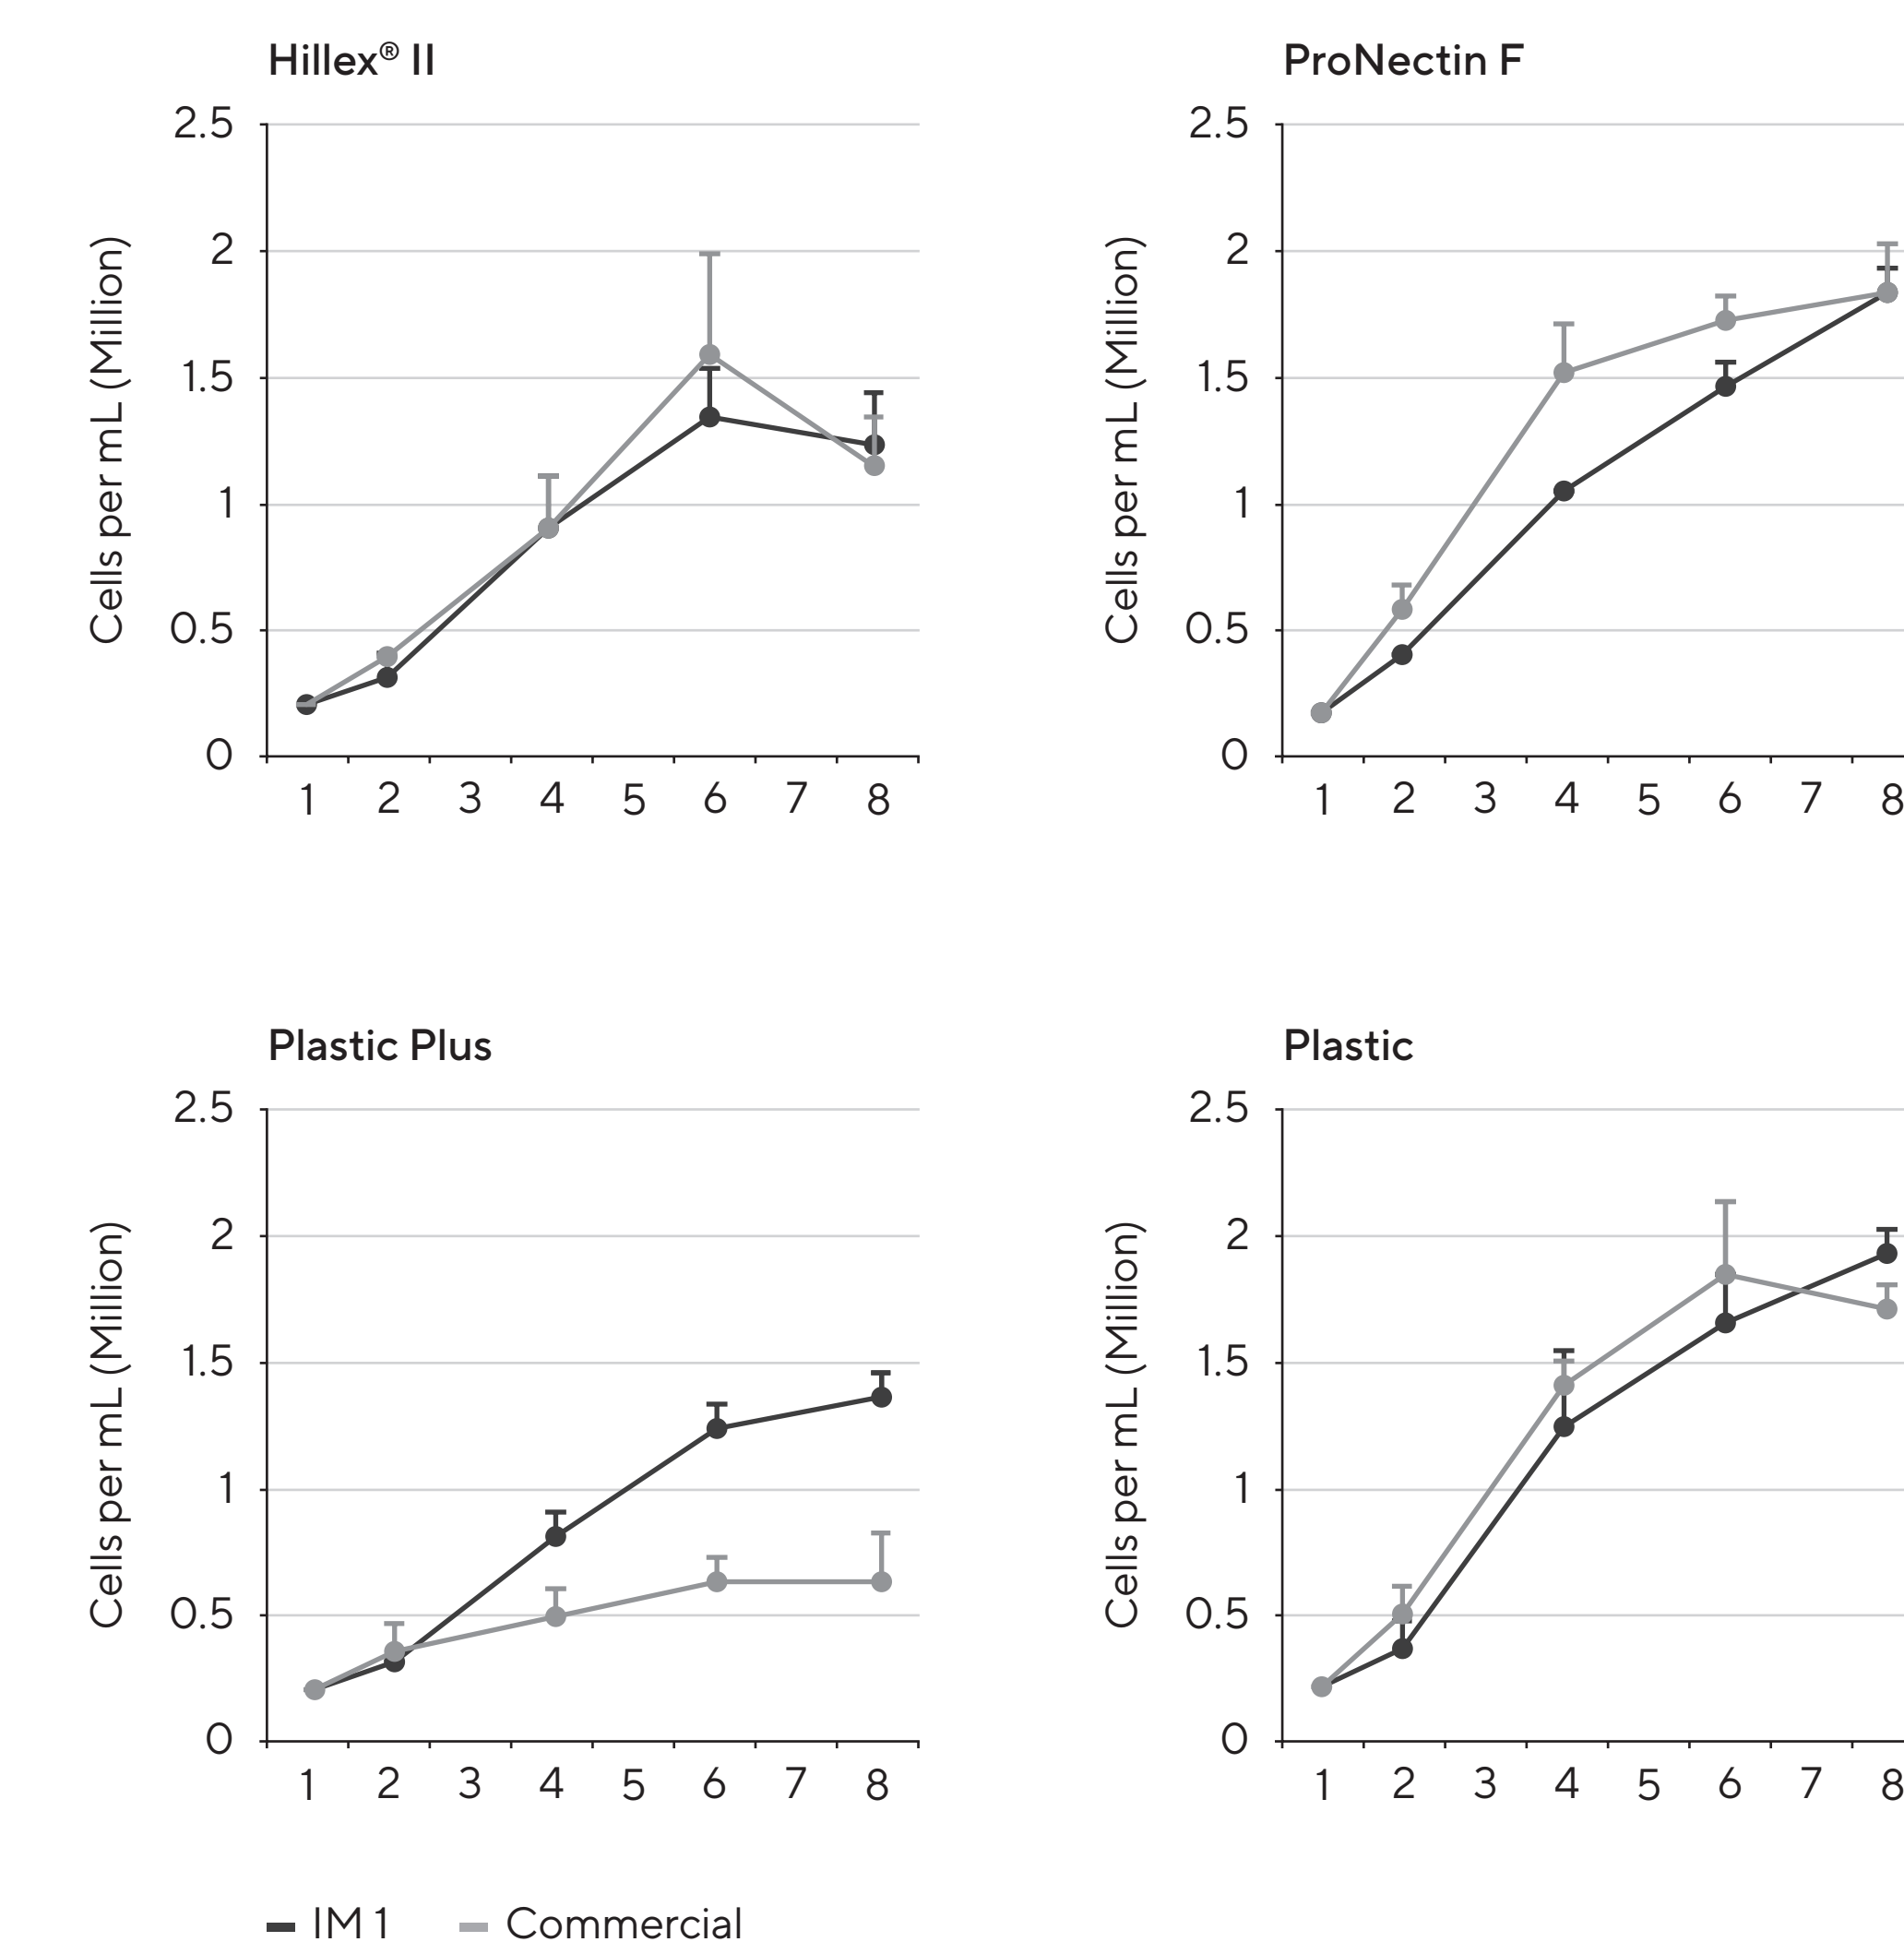 Hillex® II
2.5
2
1.5
1
0.5
0
Cells per mL (Million)
1 2 3 4 5 6 7 8
ProNectin F
2.5
2
1.5
1
0.5
0
Cells per mL (Million)
1 2 3 4 5 6 7 8
Plastic Plus
2.5
2
1.5
1
0.5
0
Cells per mL (Million)
1 2 3 4 5 6 7 8
Plastic
2.5
2
1.5
1
0.5
0
Cells per mL (Million)
1 2 3 4 5 6 7 8
IM 1 Commercial